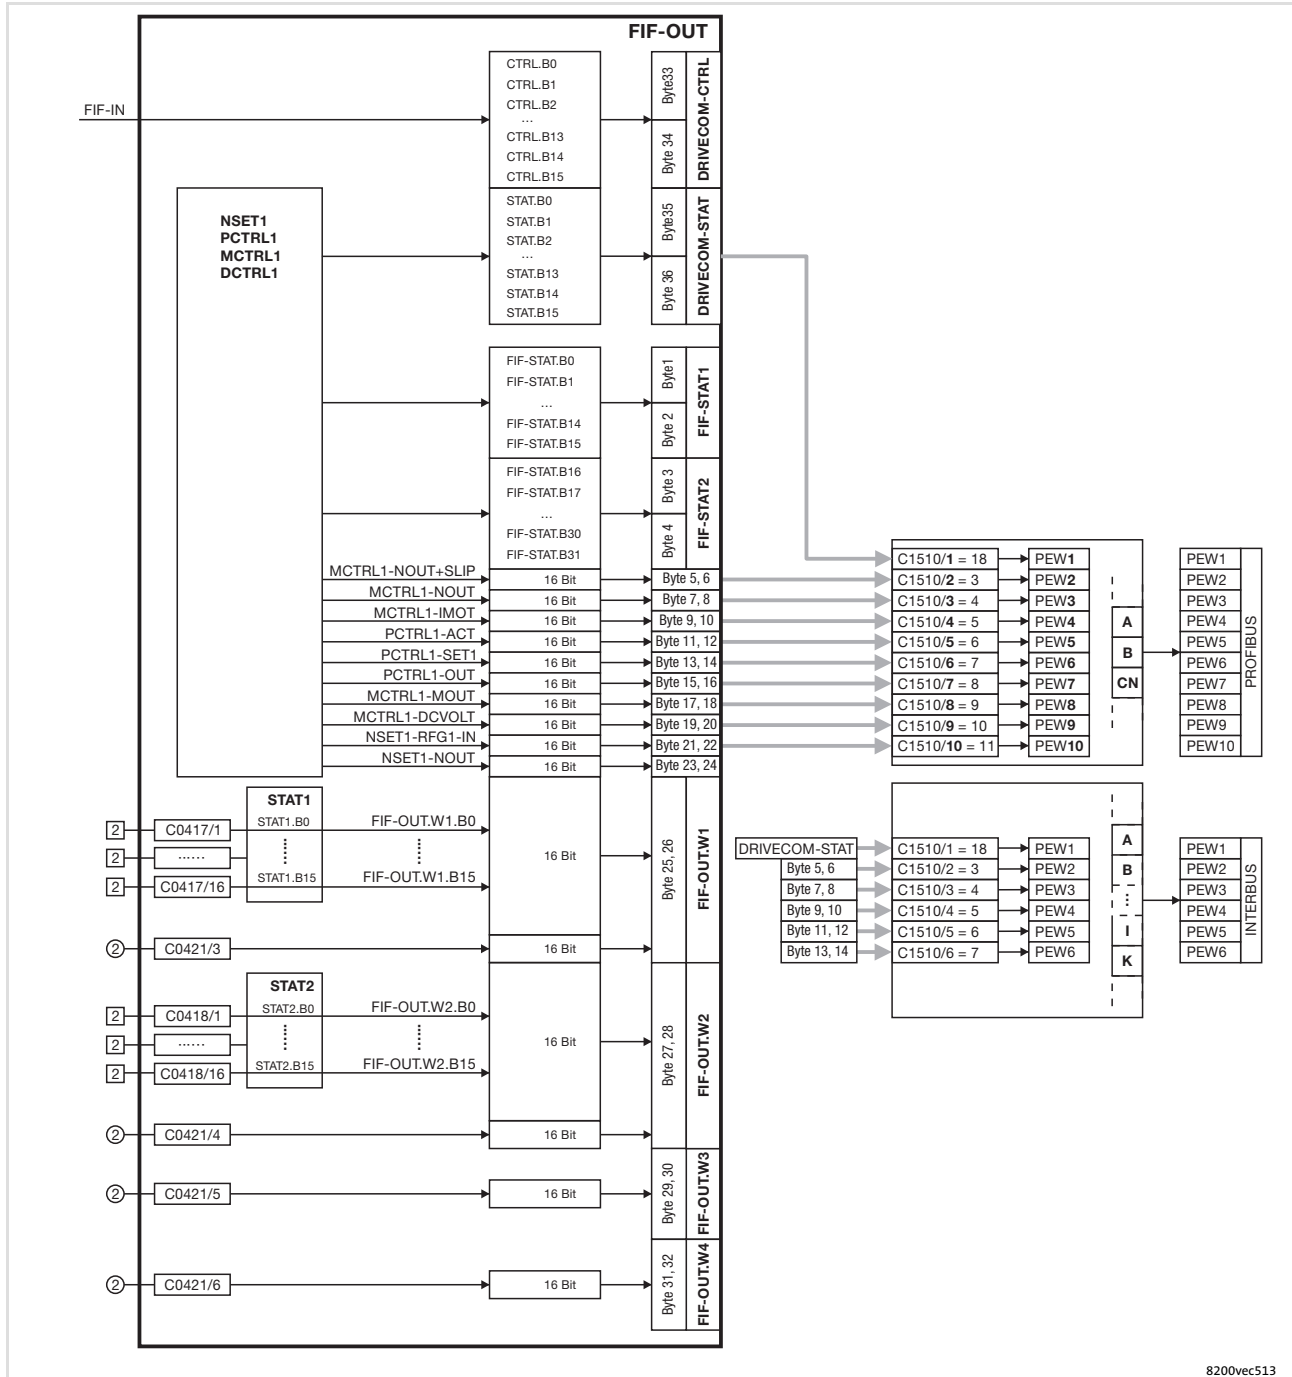 FIF-OUT
FIF-IN
CTRL.B0
CTRL.B1
CTRL.B2
...
CTRL.B13
CTRL.B14
CTRL.B15
Byte33
Byte 34
DRIVECOM-CTRL
NSET1
PCTRL1
MCTRL1
DCTRL1
STAT.B0
STAT.B1
STAT.B2
...
STAT.B13
STAT.B14
STAT.B15
Byte35
Byte 36
DRIVECOM-STAT
FIF-STAT.B0
FIF-STAT.B1
...
FIF-STAT.B14
FIF-STAT.B15
Byte1
Byte 2
FIF-STAT1
FIF-STAT.B16
FIF-STAT.B17
...
FIF-STAT.B30
FIF-STAT.B31
Byte 3
Byte 4
FIF-STAT2
MCTRL1-NOUT+SLIP 16 Bit Byte 5, 6
MCTRL1-NOUT 16 Bit Byte 7, 8
MCTRL1-IMOT 16 Bit Byte 9, 10
PCTRL1-ACT 16 Bit Byte 11, 12
PCTRL1-SET1 16 Bit Byte 13, 14
PCTRL1-OUT 16 Bit Byte 15, 16
MCTRL1-MOUT 16 Bit Byte 17, 18
MCTRL1-DCVOLT 16 Bit Byte 19, 20
NSET1-RFG1-IN 16 Bit Byte 21, 22
NSET1-NOUT 16 Bit Byte 23, 24
C1510/1 = 18 PEW1 PEW1
C1510/2 = 3 PEW2 PEW2
C1510/3 = 4 PEW3 PEW3
C1510/4 = 5 PEW4 PEW4
C1510/5 = 6 PEW5 PEW5
C1510/6 = 7 PEW6 PEW6
C1510/7 = 8 PEW7 PEW7
C1510/8 = 9 PEW8 PEW8
C1510/9 = 10 PEW9 PEW9
C1510/10 = 11 PEW10 PEW10
A
B
CN
PROFIBUS
STAT1
2 C0417/1 STAT1.B0 FIF-OUT.W1.B0
2 ......
2 C0417/16 STAT1.B15 FIF-OUT.W1.B15
16 Bit
2 C0421/3 16 Bit
Byte 25, 26
FIF-OUT.W1
DRIVECOM-STAT C1510/1 = 18 PEW1 PEW1
Byte 5, 6 C1510/2 = 3 PEW2 PEW2
Byte 7, 8 C1510/3 = 4 PEW3 PEW3
Byte 9, 10 C1510/4 = 5 PEW4 PEW4
Byte 11, 12 C1510/5 = 6 PEW5 PEW5
Byte 13, 14 C1510/6 = 7 PEW6 PEW6
A
B
...
I
K
INTERBUS
STAT2
2 C0418/1 STAT2.B0 FIF-OUT.W2.B0
2 ......
2 C0418/16 STAT2.B15 FIF-OUT.W2.B15
16 Bit
2 C0421/4 16 Bit
Byte 27, 28
FIF-OUT.W2
2 C0421/5 16 Bit
Byte 29, 30
FIF-OUT.W3
2 C0421/6 16 Bit
Byte 31, 32
FIF-OUT.W4
8200vec513